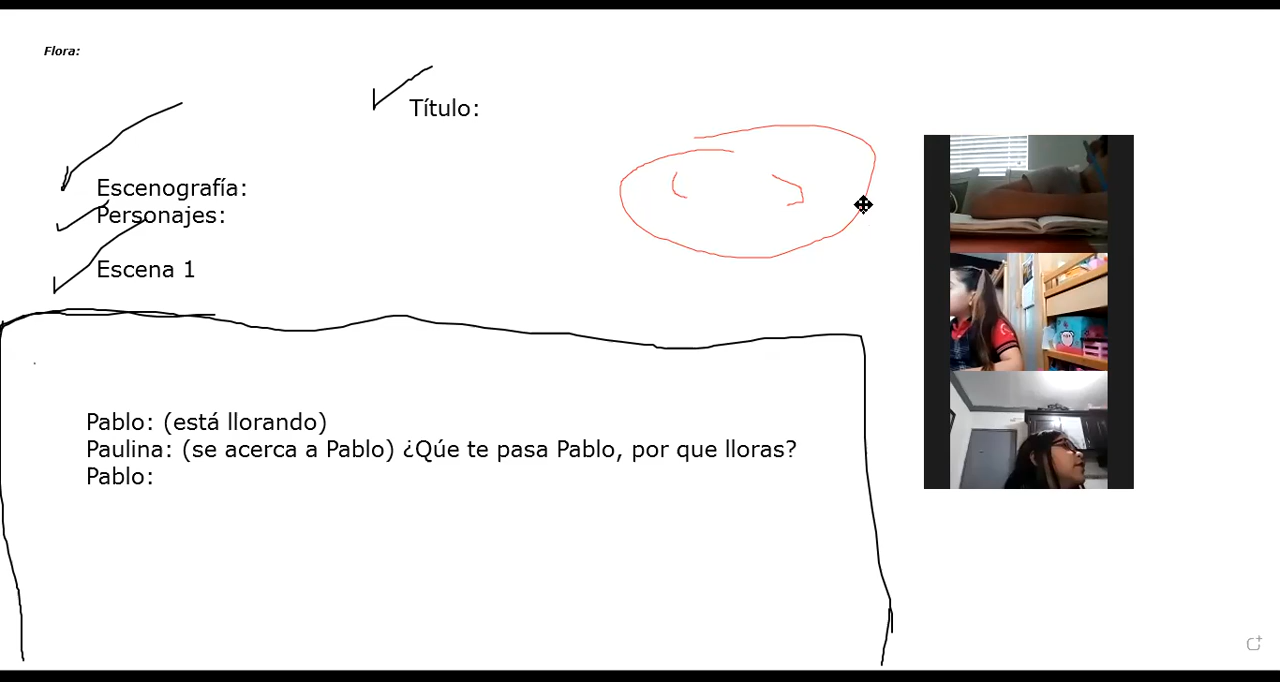 Flora:
Título:
Escenografía:
Personajes:
Escena 1
Pablo: (está llorando)
Paulina: (se acerca a Pablo) ¿Qúe te pasa Pablo, por que lloras?
Pablo: